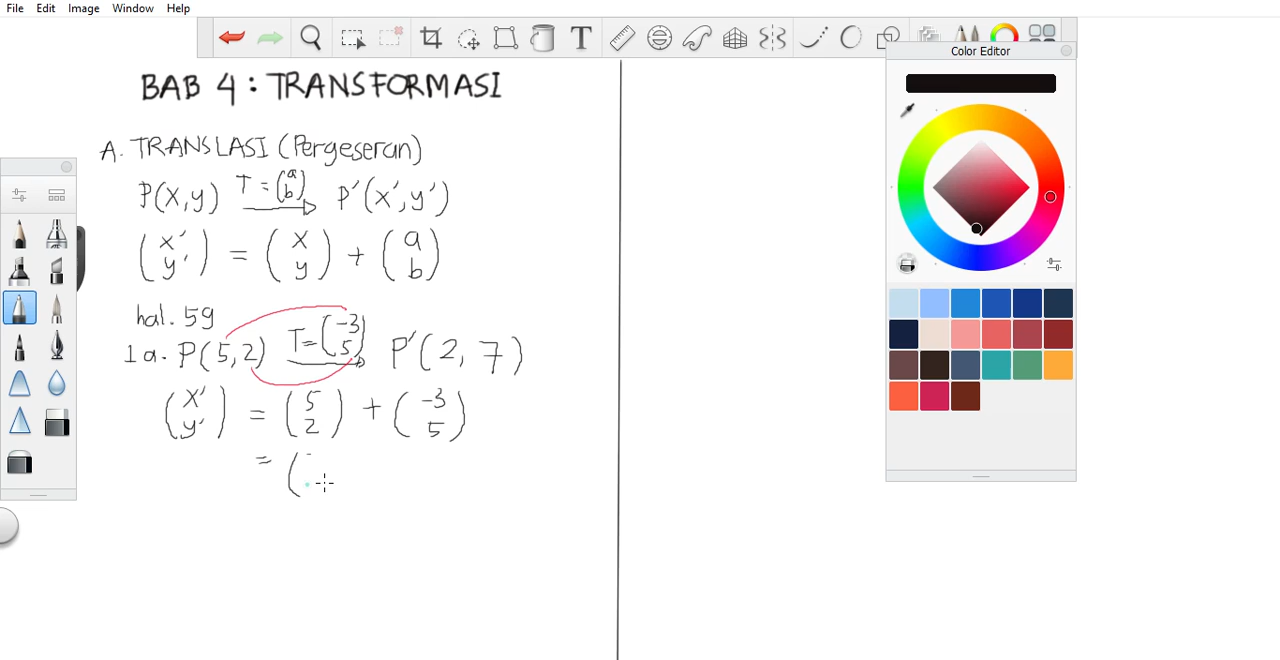 File Edit Image Window Help
Color Editor
BAB 4 : TRANSFORMASI
A. TRANSLASI (Pergeseran)
P(x,y) T = (a b) P'(x',y')
(x' y') = (x y) + (a b)
hal. 59
1a. P(5,2) T = (-3 5) P'(2, 7)
(x' y') = (5 2) + (-3 5)
= (